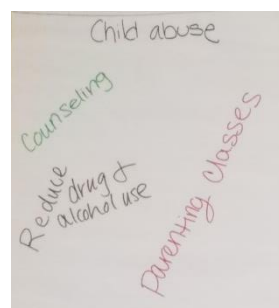 Child abuse
Counseling
Reduce
drug &
alcohol use
Parenting Classes